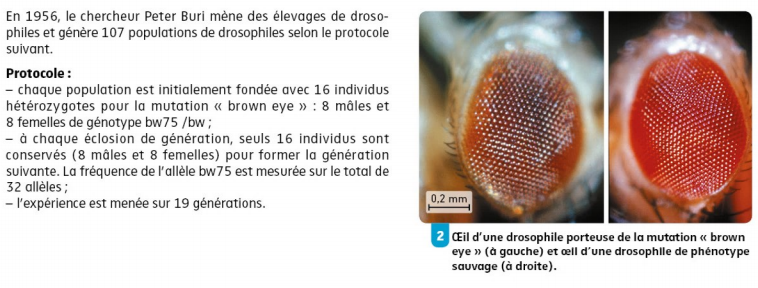 En 1956, le chercheur Peter Buri mène des élevages de droso-
philes et génère 107 populations de drosophiles selon le protocole
suivant.
Protocole :
– chaque population est initialement fondée avec 16 individus
hétérozygotes pour la mutation « brown eye » : 8 mâles et
8 femelles de génotype bw75 /bw ;
– à chaque éclosion de génération, seuls 16 individus sont
conservés (8 mâles et 8 femelles) pour former la génération
suivante. La fréquence de l'allèle bw75 est mesurée sur le total de
32 allèles ;
– l'expérience est menée sur 19 générations.
0,2 mm
2 Œil d'une drosophile porteuse de la mutation « brown
eye » (à gauche) et œil d'une drosophile de phénotype
sauvage (à droite).